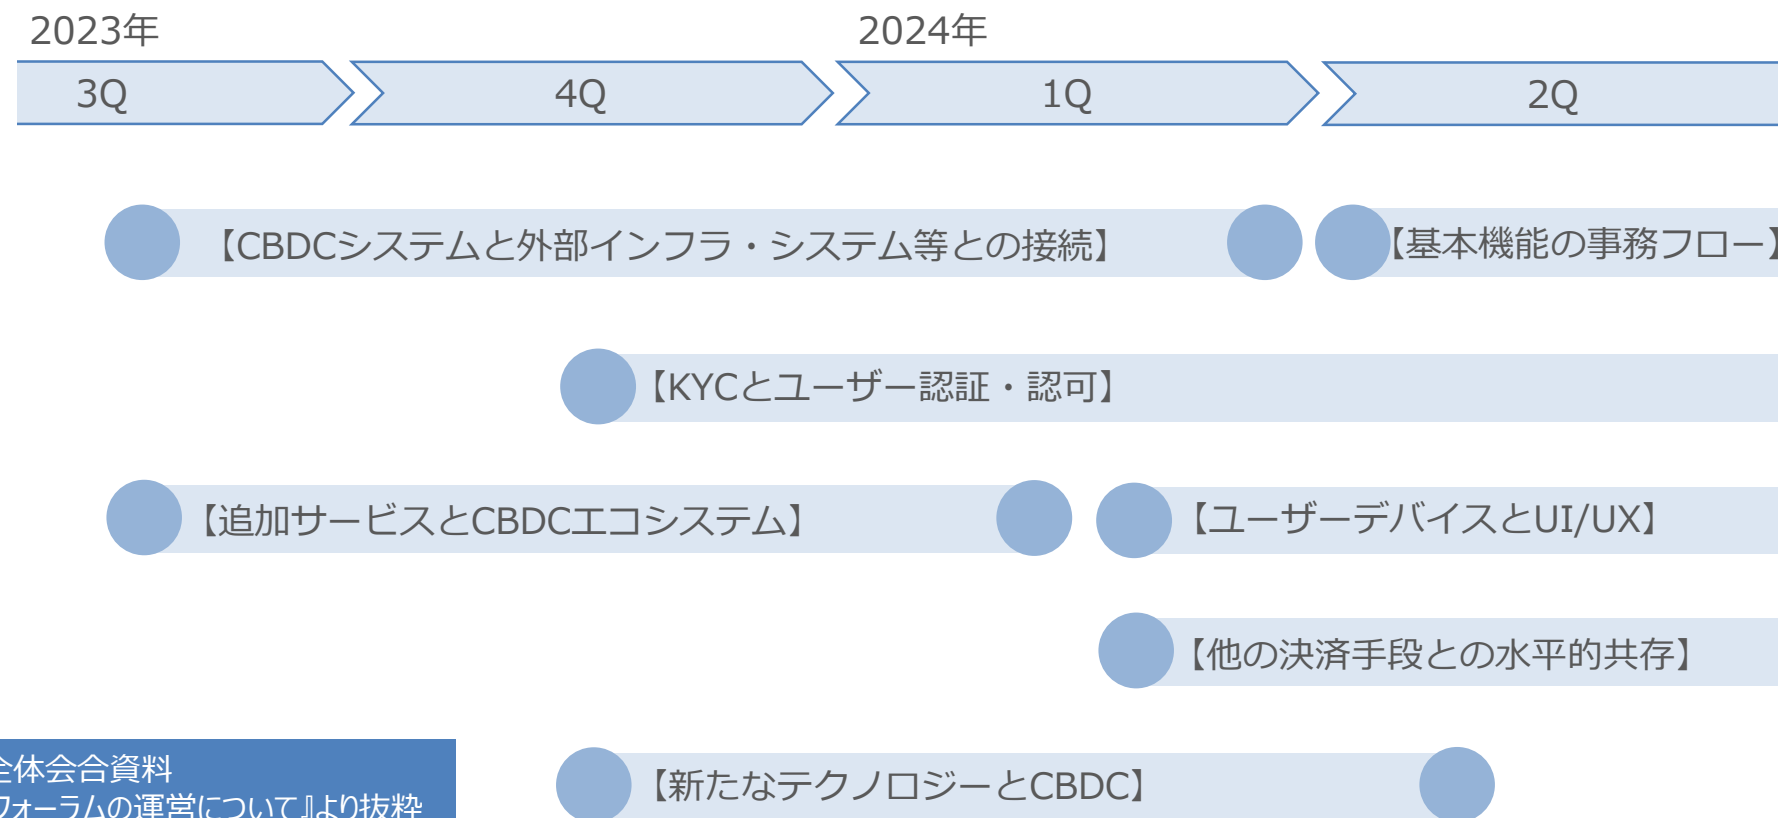 2023年
2024年
3Q
4Q
1Q
2Q
【CBDCシステムと外部インフラ・システム等との接続】
【基本機能の事務フロー】
【KYCとユーザー認証・認可】
【追加サービスとCBDCエコシステム】
【ユーザーデバイスとUI/UX】
【他の決済手段との水平的共存】
【新たなテクノロジーとCBDC】
全体会合資料
フォーラムの運営について』より抜粋